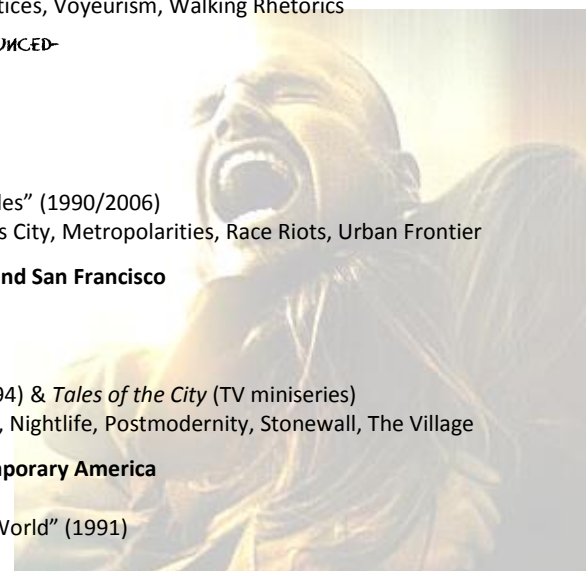 tices, Voyeurism, Walking Rhetorics
UNCED-
les” (1990/2006)
s City, Metropolarities, Race Riots, Urban Frontier
nd San Francisco
94) & Tales of the City (TV miniseries)
, Nightlife, Postmodernity, Stonewall, The Village
mporary America
World” (1991)